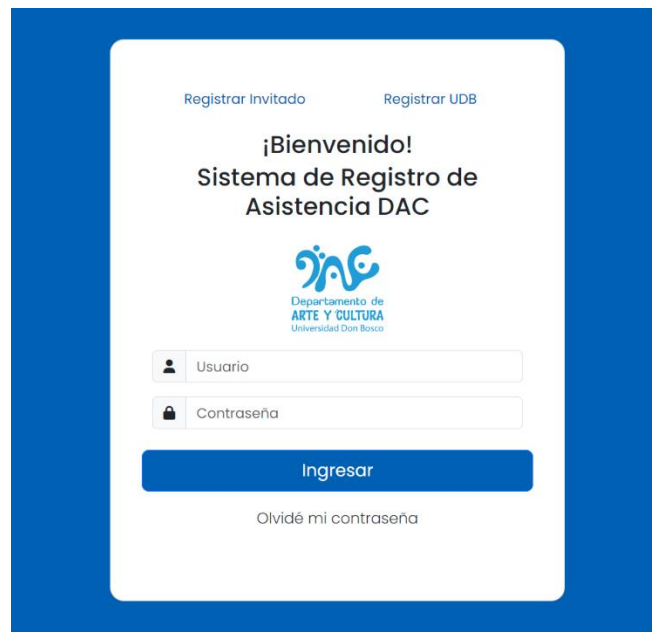 Registrar Invitado Registrar UDB
¡Bienvenido!
Sistema de Registro de
Asistencia DAC
DAC
Departamento de
ARTE Y CULTURA
Universidad Don Bosco
Usuario
Contraseña
Ingresar
Olvidé mi contraseña